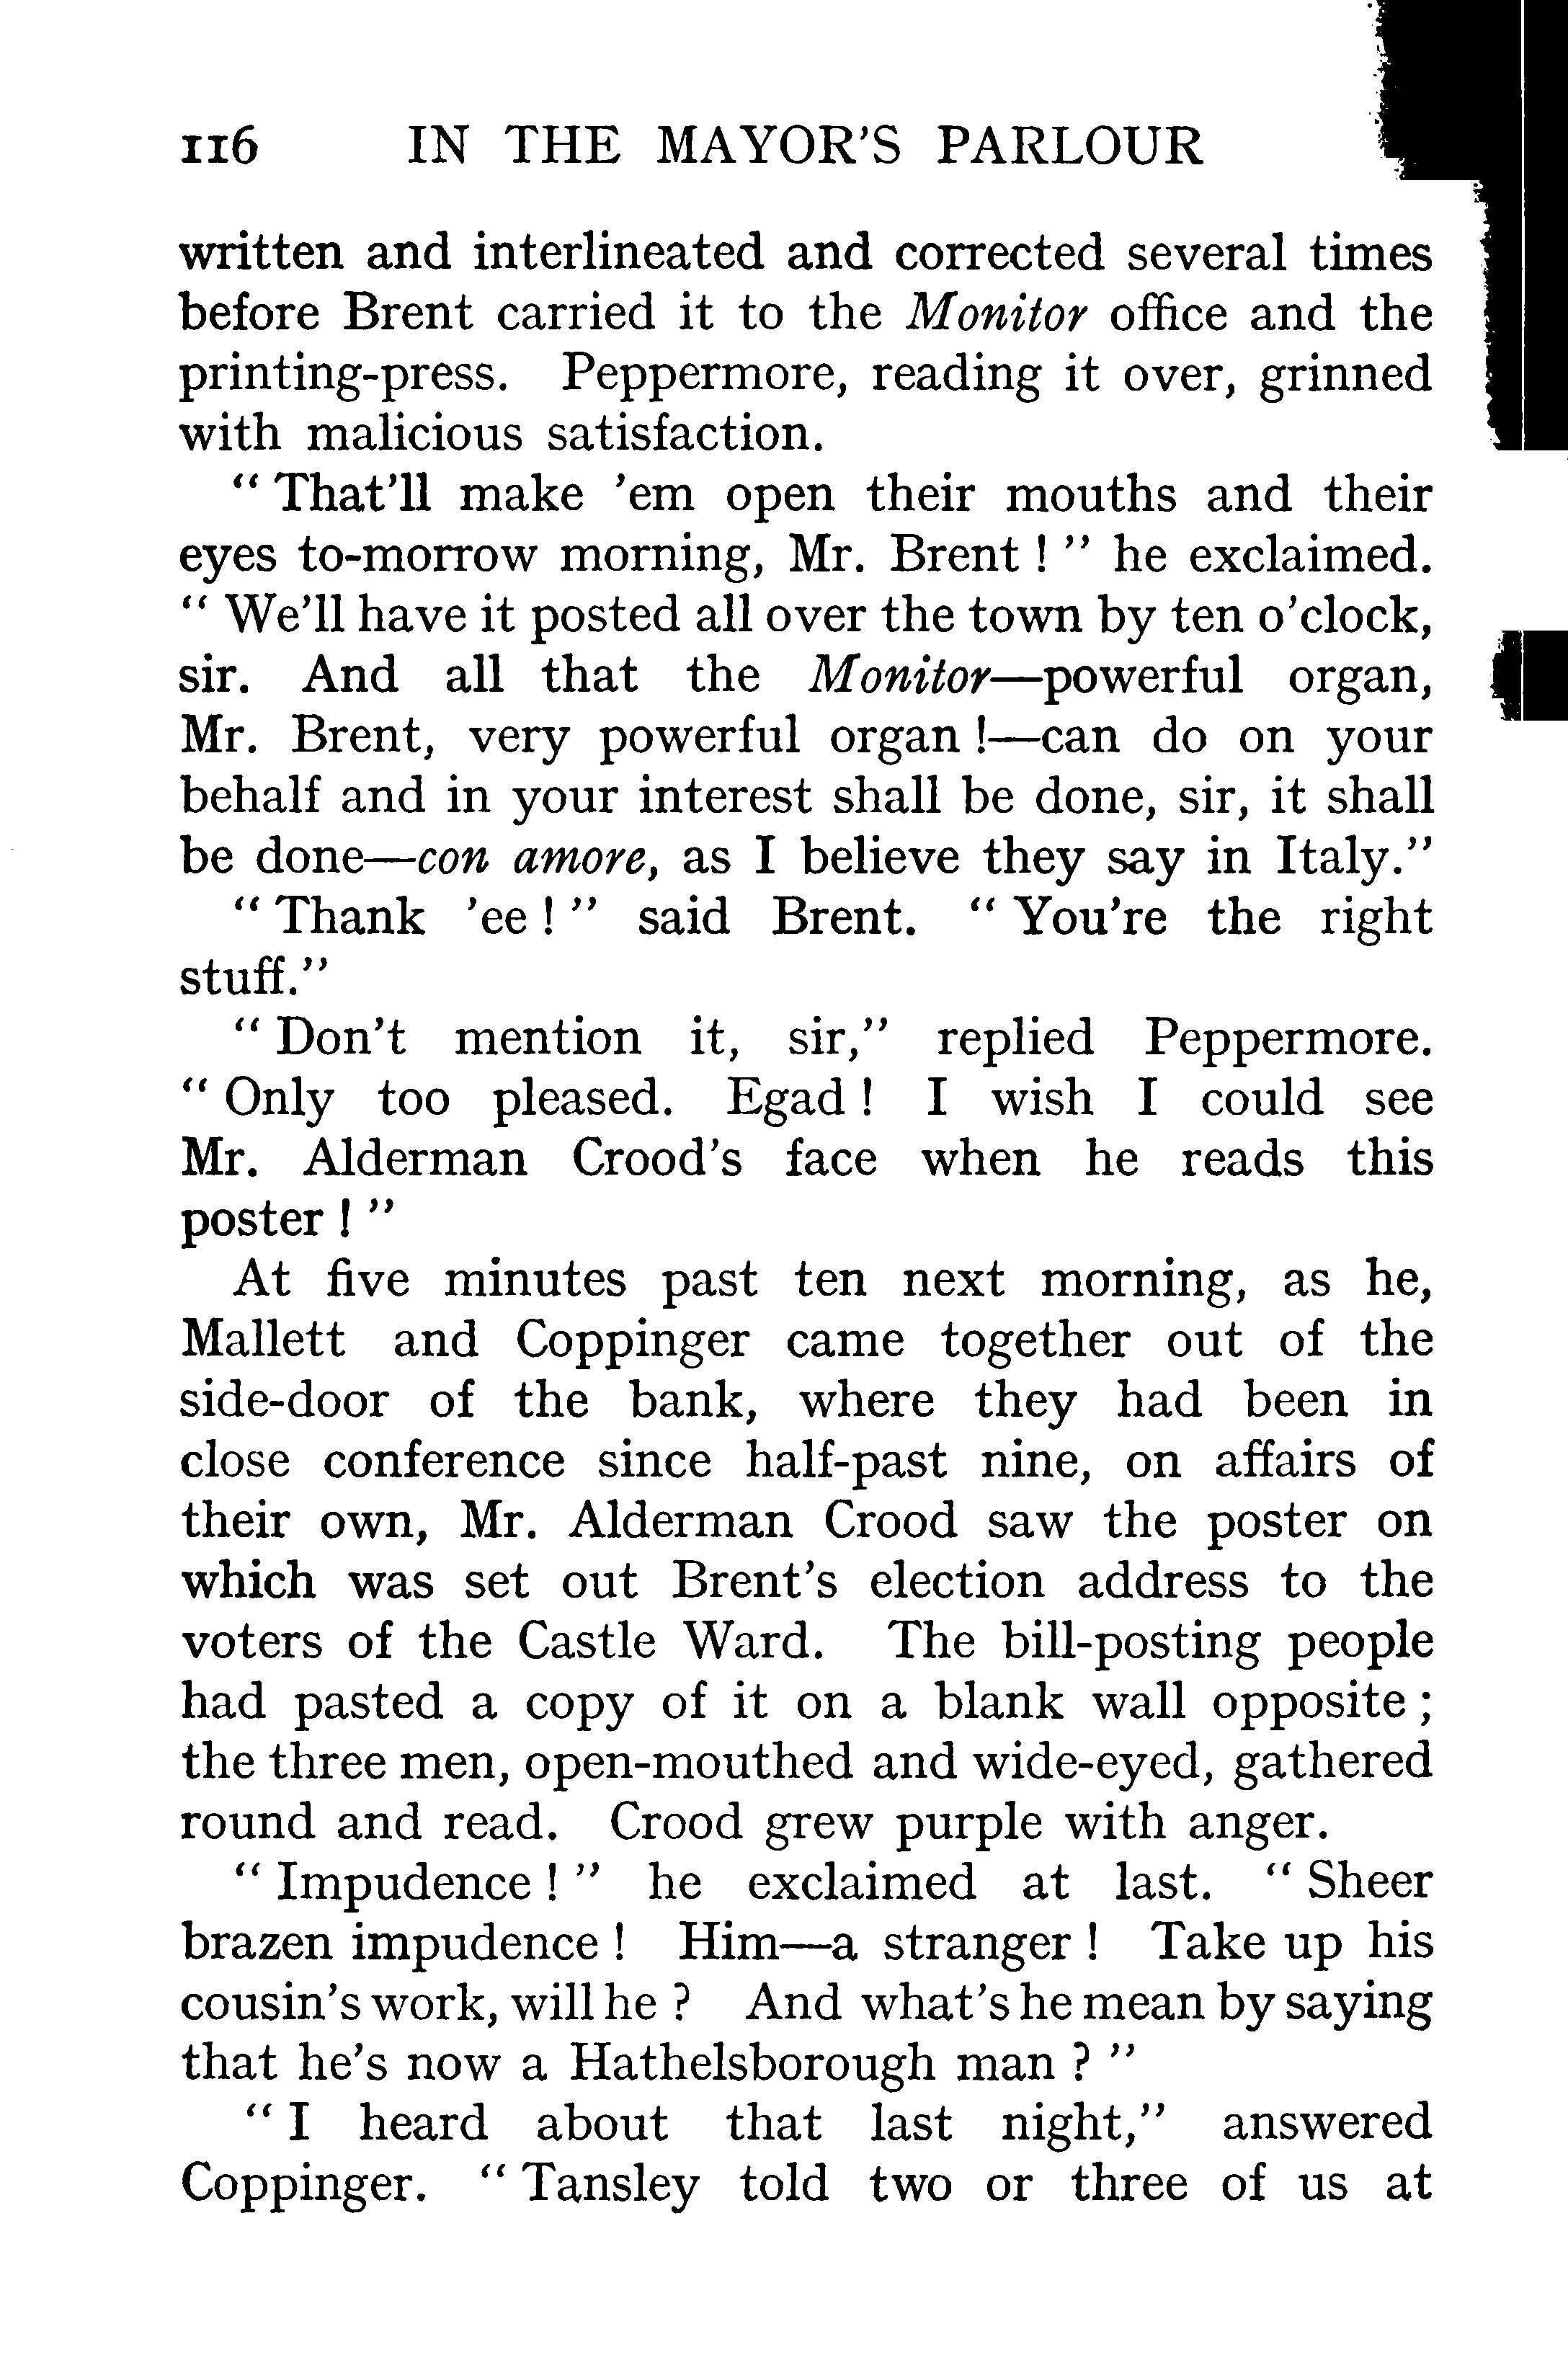 116 IN THE MAYOR'S PARLOUR
written and interlineated and corrected several times
before Brent carried it to the Monitor office and the
printing-press. Peppermore, reading it over, grinned
with malicious satisfaction.
“ That'll make 'em open their mouths and their
eyes to-morrow morning, Mr. Brent ! ” he exclaimed.
“ We'll have it posted all over the town by ten o'clock,
sir. And all that the Monitor—powerful organ,
Mr. Brent, very powerful organ !—can do on your
behalf and in your interest shall be done, sir, it shall
be done—con amore, as I believe they say in Italy.”
“ Thank 'ee ! ” said Brent. “ You're the right
stuff.”
“ Don't mention it, sir,” replied Peppermore.
“ Only too pleased. Egad ! I wish I could see
Mr. Alderman Crood's face when he reads this
poster ! ”
At five minutes past ten next morning, as he,
Mallett and Coppinger came together out of the
side-door of the bank, where they had been in
close conference since half-past nine, on affairs of
their own, Mr. Alderman Crood saw the poster on
which was set out Brent's election address to the
voters of the Castle Ward. The bill-posting people
had pasted a copy of it on a blank wall opposite ;
the three men, open-mouthed and wide-eyed, gathered
round and read. Crood grew purple with anger.
“ Impudence ! ” he exclaimed at last. “ Sheer
brazen impudence ! Him—a stranger ! Take up his
cousin's work, will he ? And what's he mean by saying
that he's now a Hathelsborough man ? ”
“ I heard about that last night,” answered
Coppinger. “ Tansley told two or three of us at